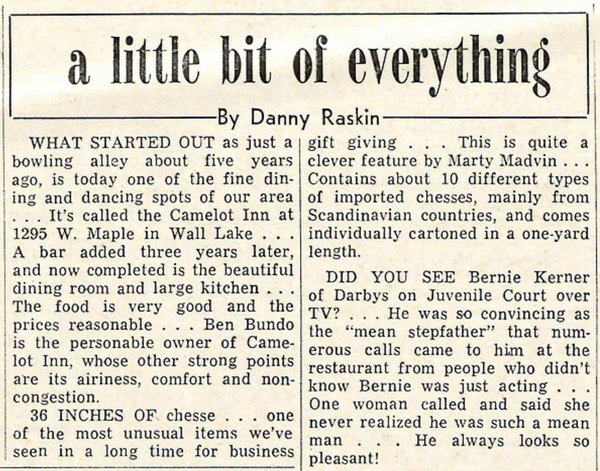 a little bit of everything
By Danny Raskin
WHAT STARTED OUT as just a
bowling alley about five years
ago, is today one of the fine din-
ing and dancing spots of our area
. . . It's called the Camelot Inn at
1295 W. Maple in Wall Lake . . .
A bar added three years later,
and now completed is the beautiful
dining room and large kitchen . . .
The food is very good and the
prices reasonable . . . Ben Bundo
is the personable owner of Came-
lot Inn, whose other strong points
are its airiness, comfort and non-
congestion.
36 INCHES OF chesse . . . one
of the most unusual items we've
seen in a long time for business
gift giving . . . This is quite a
clever feature by Marty Madvin . . .
Contains about 10 different types
of imported chesses, mainly from
Scandinavian countries, and comes
individually cartoned in a one-yard
length.
DID YOU SEE Bernie Kerner
of Darbys on Juvenile Court over
TV? . . . He was so convincing as
the "mean stepfather" that num-
erous calls came to him at the
restaurant from people who didn't
know Bernie was just acting . . .
One woman called and said she
never realized he was such a mean
man . . . He always looks so
pleasant!